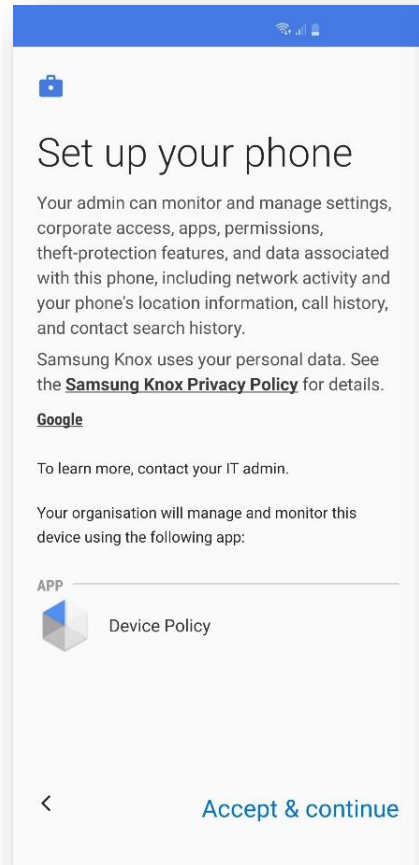 Set up your phone
Your admin can monitor and manage settings,
corporate access, apps, permissions,
theft-protection features, and data associated
with this phone, including network activity and
your phone's location information, call history,
and contact search history.
Samsung Knox uses your personal data. See
the Samsung Knox Privacy Policy for details.
Google
To learn more, contact your IT admin.
Your organisation will manage and monitor this
device using the following app:
APP
Device Policy
Accept & continue